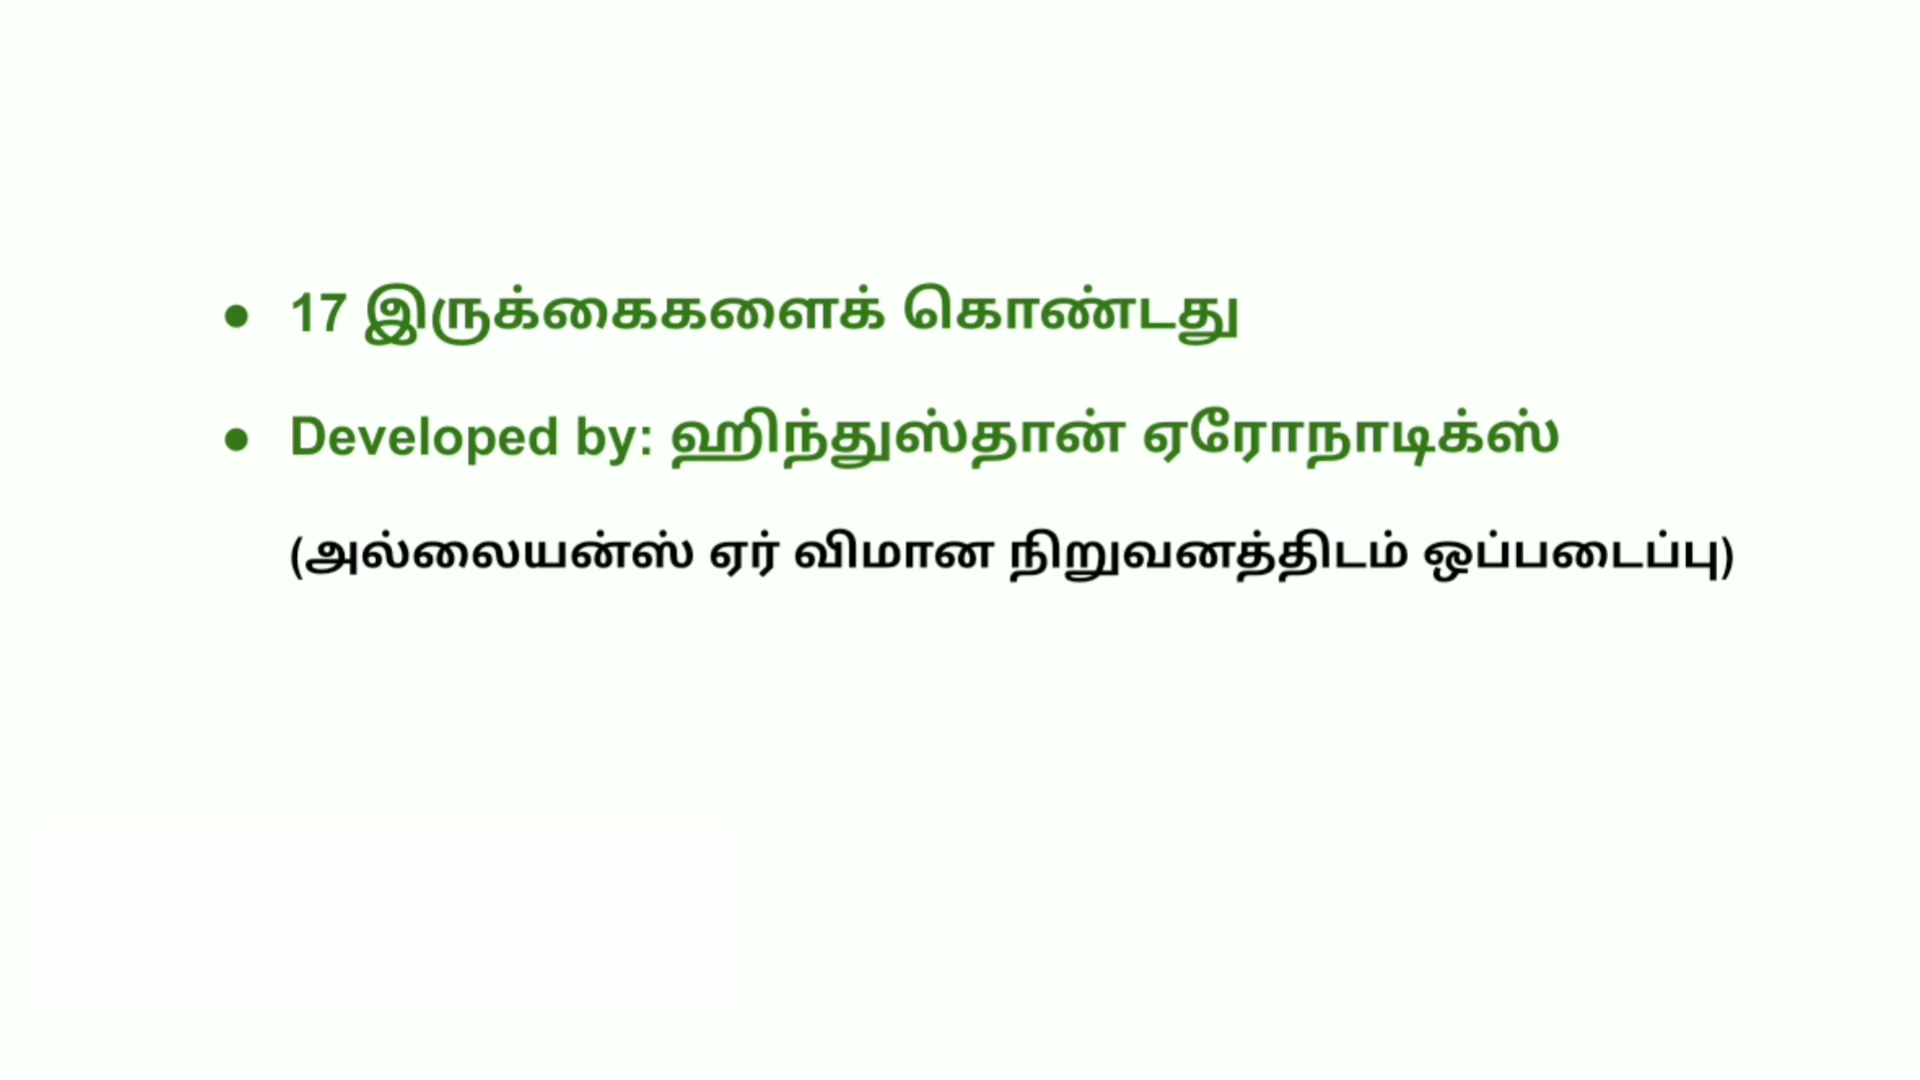 • 17 இருக்கைகளைக் கொண்டது
• Developed by: ஹிந்துஸ்தான் ஏரோநாடிக்ஸ்
(அல்லையன்ஸ் ஏர் விமான நிறுவனத்திடம் ஒப்படைப்பு)